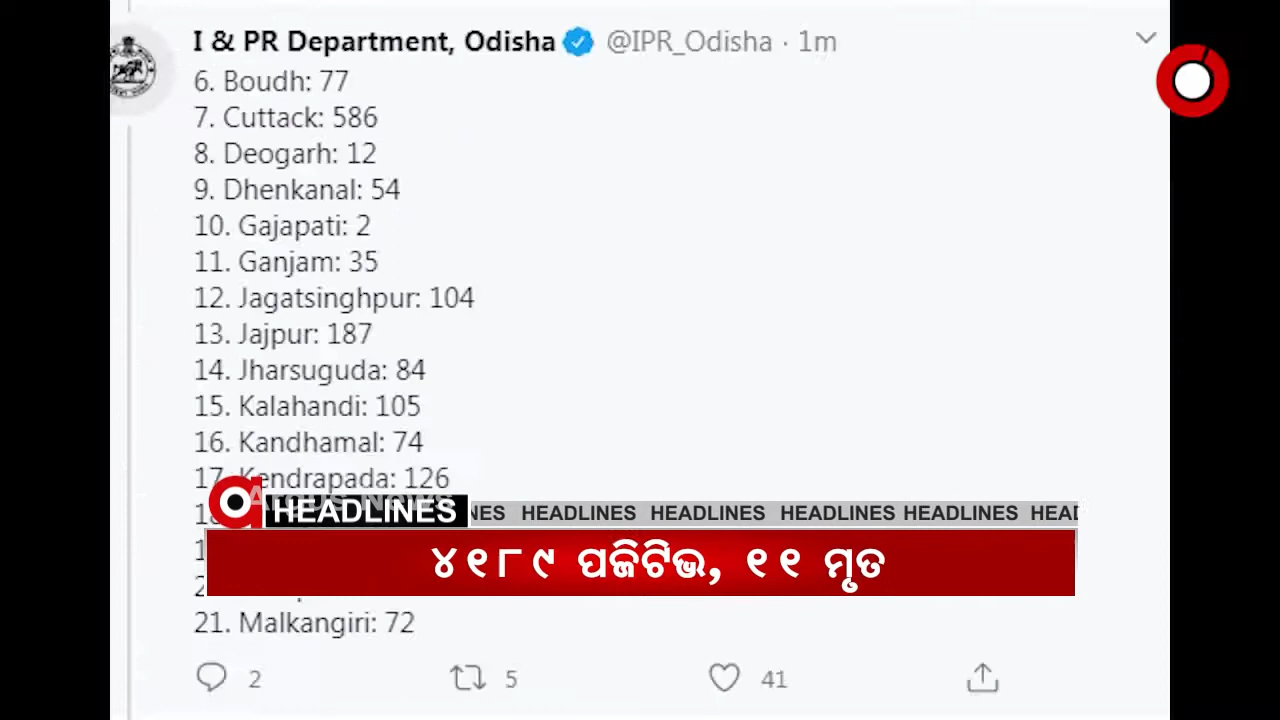 I & PR Department, Odisha @IPR_Odisha · 1m
6. Boudh: 77
7. Cuttack: 586
8. Deogarh: 12
9. Dhenkanal: 54
10. Gajapati: 2
11. Ganjam: 35
12. Jagatsinghpur: 104
13. Jajpur: 187
14. Jharsuguda: 84
15. Kalahandi: 105
16. Kandhamal: 74
17. Kendrapada: 126
Argus News
HEADLINES HEADLINES HEADLINES HEADLINES HEADLINES
୪୧୮୯ ପଜିଟିଭ, ୧୧ ମୃତ
21. Malkangiri: 72
2 5 41